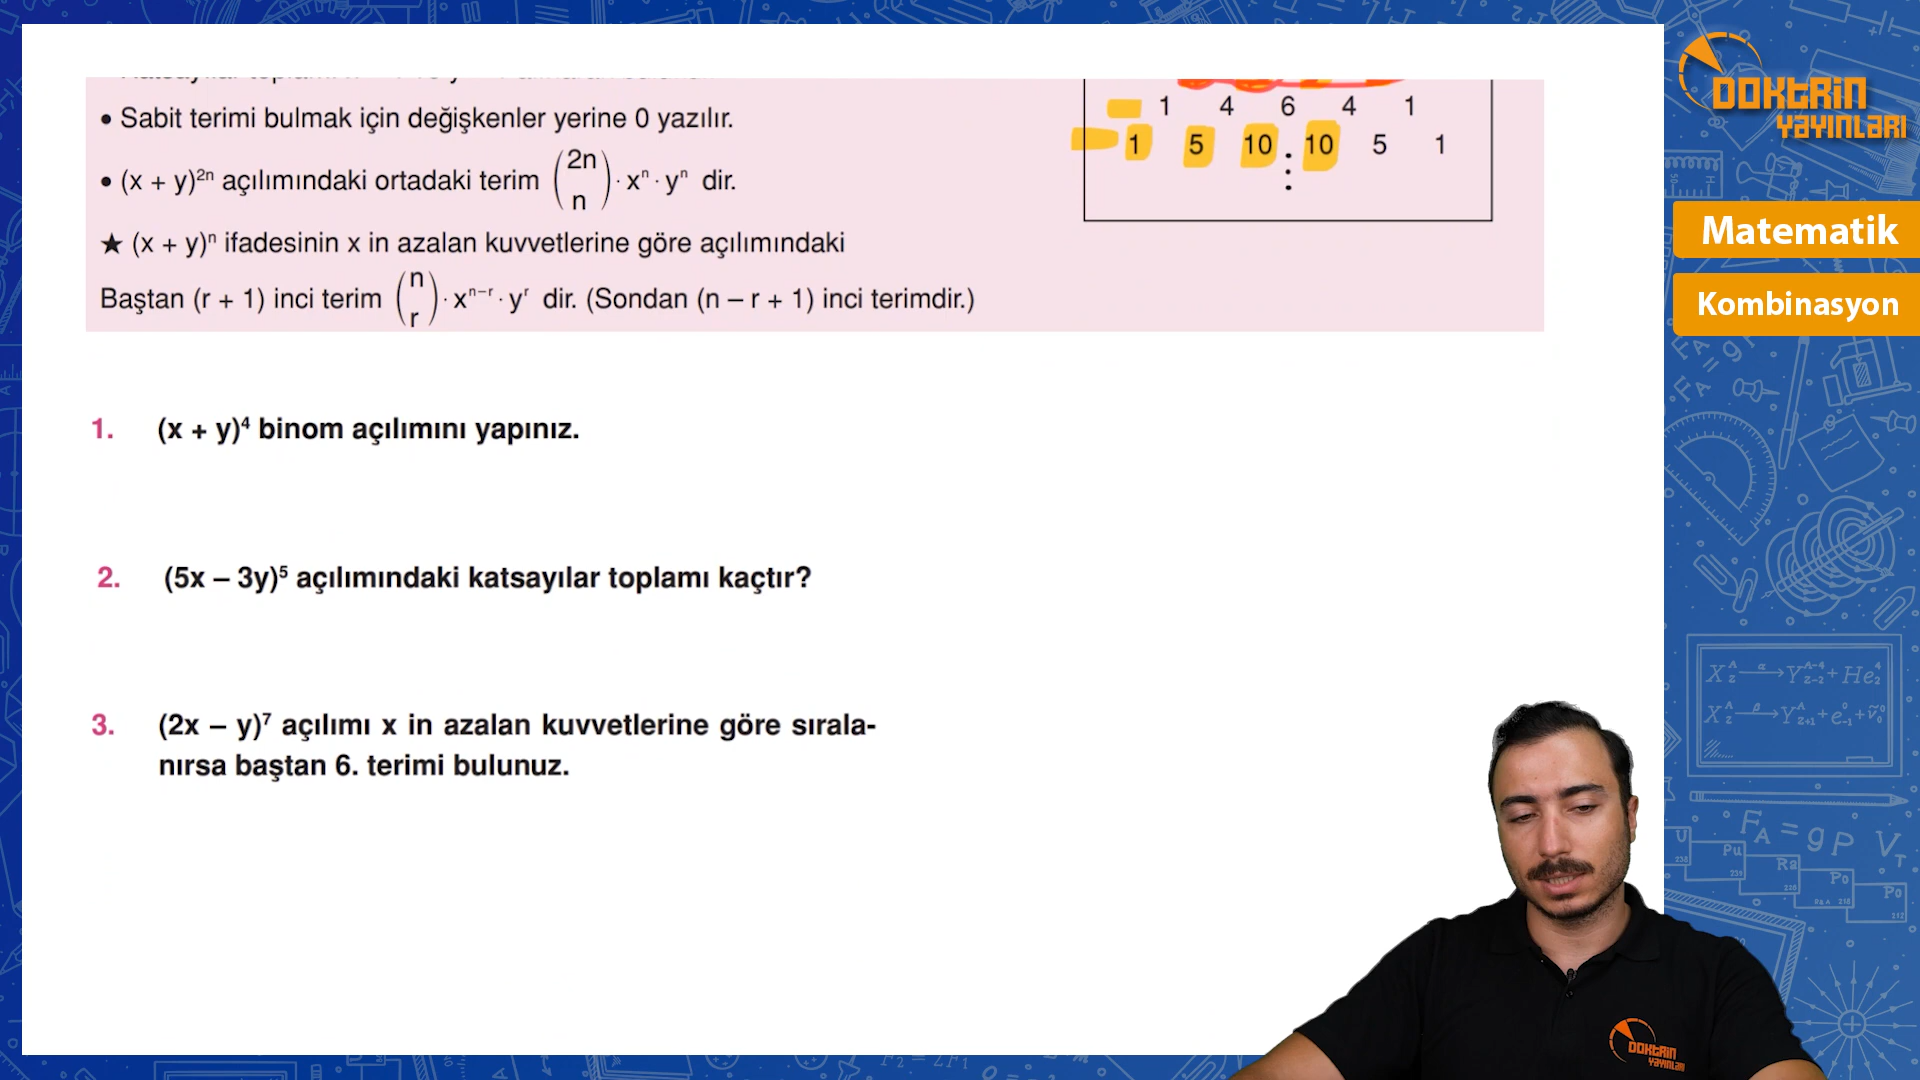 • Sabit terimi bulmak için değişkenler yerine 0 yazılır.
• (x + y)²ⁿ açılımındaki ortadaki terim (2n n) · xⁿ · yⁿ dir.
★ (x + y)ⁿ ifadesinin x in azalan kuvvetlerine göre açılımındaki
Baştan (r + 1) inci terim (n r) · xⁿ⁻ʳ · yʳ dir. (Sondan (n – r + 1) inci terimdir.)
1 4 6 4 1
1 5 10 10 5 1
1. (x + y)⁴ binom açılımını yapınız.
2. (5x – 3y)⁵ açılımındaki katsayılar toplamı kaçtır?
3. (2x – y)⁷ açılımı x in azalan kuvvetlerine göre sırala-
nırsa baştan 6. terimi bulunuz.
DOKTRİN
YAYINLARI
Matematik
Kombinasyon
DOKTRİN
YAYINLARI